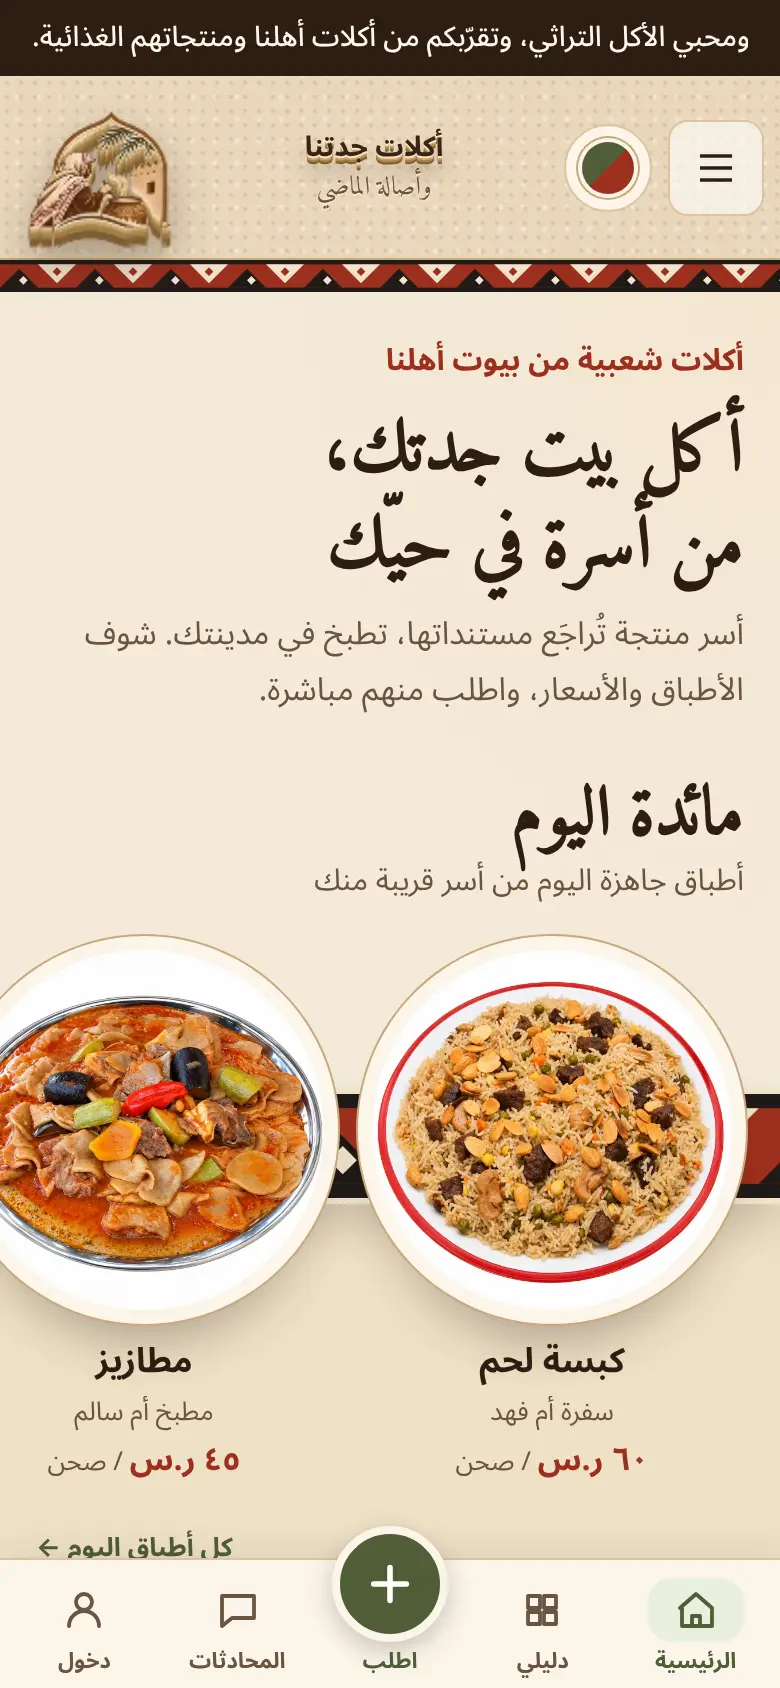 ومحبي الأكل التراثي، وتقرّبكم من أكلات أهلنا ومنتجاتهم الغذائية.
أكلات جدتنا
وأصالة الماضي
أكلات شعبية من بيوت أهلنا
أكل بيت جدتك،
من أسرة في حيّك
أسر منتجة تُراجَع مستنداتها، تطبخ في مدينتك. شوف
الأطباق والأسعار، واطلب منهم مباشرة.
مائدة اليوم
أطباق جاهزة اليوم من أسر قريبة منك
كبسة لحم
سفرة أم فهد
٦٠ ر.س / صحن
مطازيز
مطبخ أم سالم
٤٥ ر.س / صحن
كل أطباق اليوم ←
الرئيسية
دليلي
اطلب
المحادثات
دخول